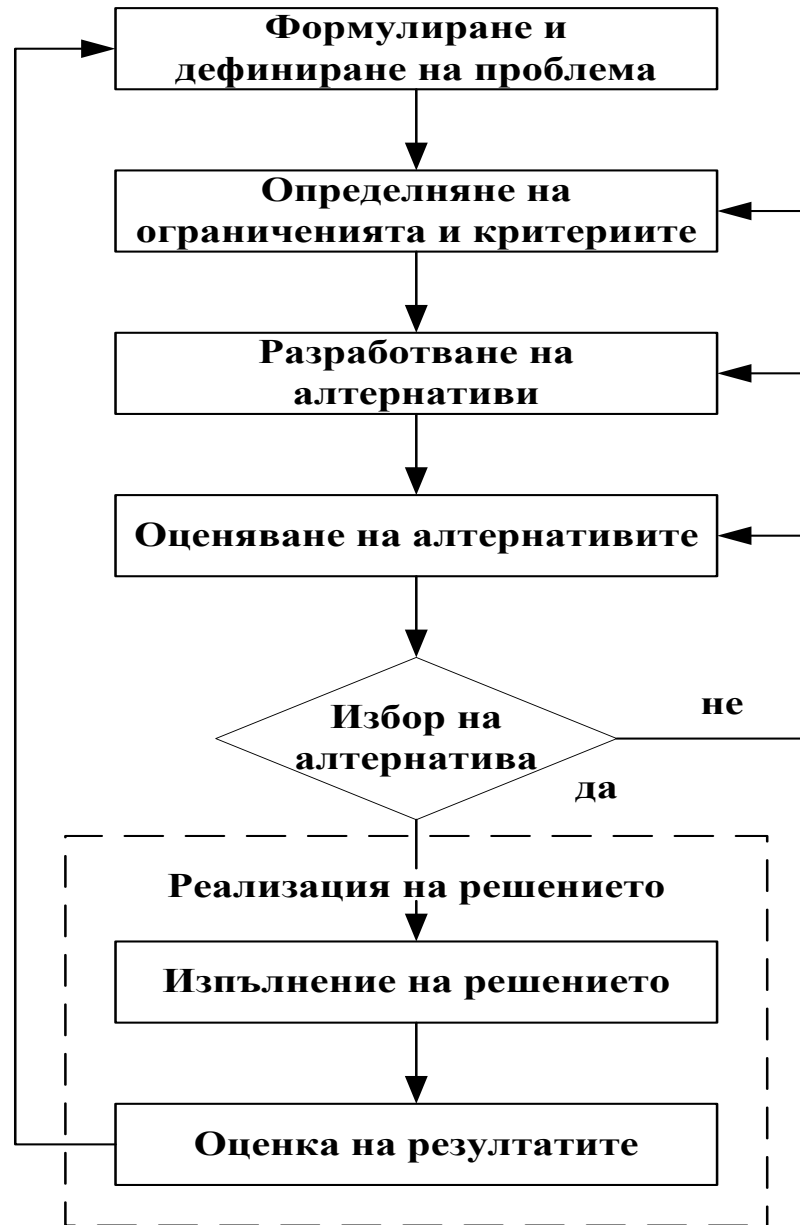 Формулиране и
дефиниране на проблема
Определняне на
ограниченията и критериите
Разработване на
алтернативи
Оценяване на алтернативите
Избор на
алтернатива
не
да
Реализация на решението
Изпълнение на решението
Оценка на резултатите